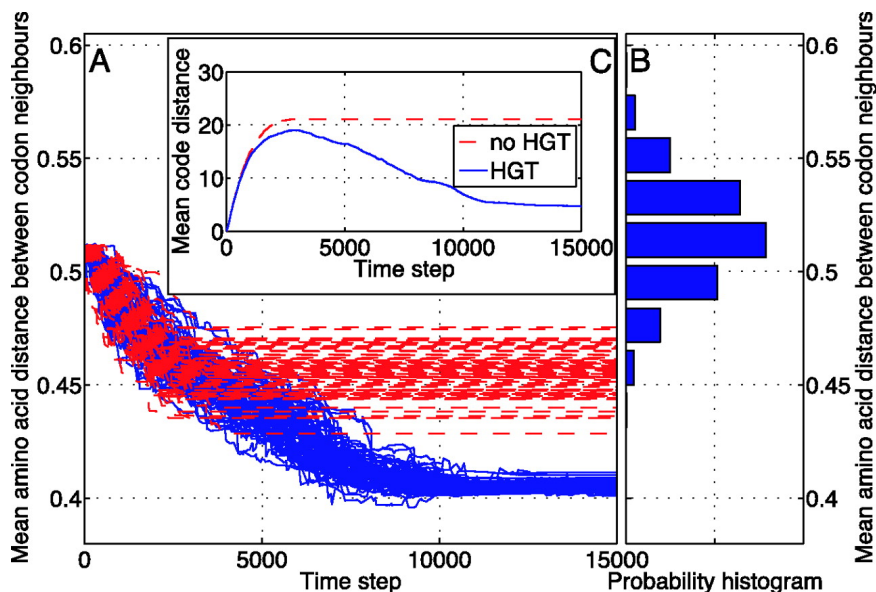 Mean amino acid distance between codon neighbours
0.6
0.55
0.5
0.45
0.4
A
0
5000
10000
15000
Time step
C
Mean code distance
30
20
10
0
no HGT
HGT
0
5000
10000
15000
Time step
B
Probability histogram
0.6
0.55
0.5
0.45
0.4
Mean amino acid distance between codon neighbours